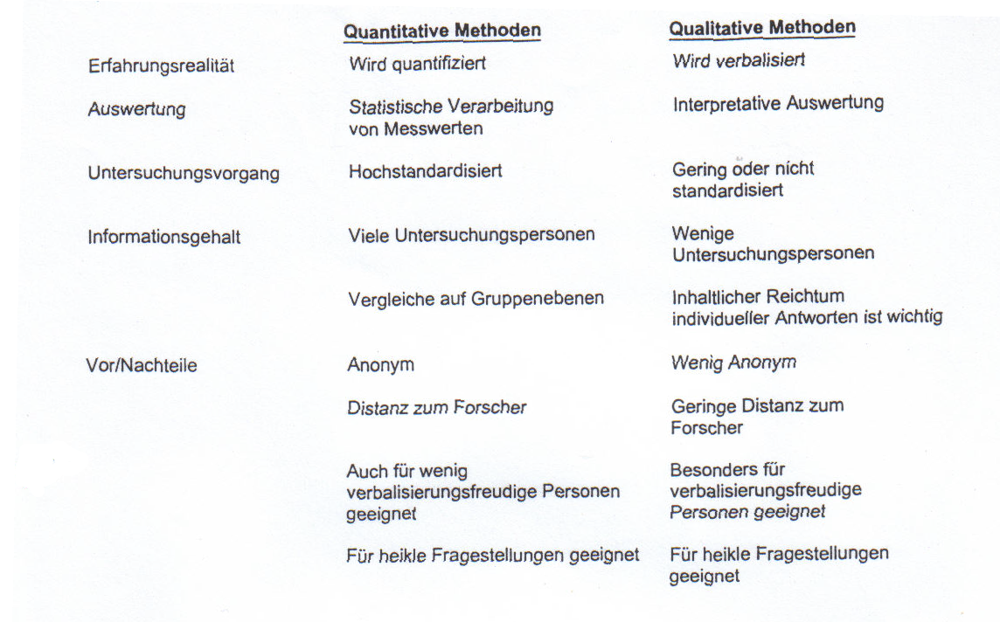 Quantitative Methoden Qualitative Methoden
Erfahrungsrealität Wird quantifiziert Wird verbalisiert
Auswertung Statistische Verarbeitung Interpretative Auswertung
von Messwerten
Untersuchungsvorgang Hochstandardisiert Gering oder nicht
standardisiert
Informationsgehalt Viele Untersuchungspersonen Wenige
Untersuchungspersonen
Vergleiche auf Gruppenebenen Inhaltlicher Reichtum
individueller Antworten ist wichtig
Vor/Nachteile Anonym Wenig Anonym
Distanz zum Forscher Geringe Distanz zum
Forscher
Auch für wenig Besonders für
verbalisierungsfreudige Personen verbalisierungsfreudige
geeignet Personen geeignet
Für heikle Fragestellungen geeignet Für heikle Fragestellungen
geeignet